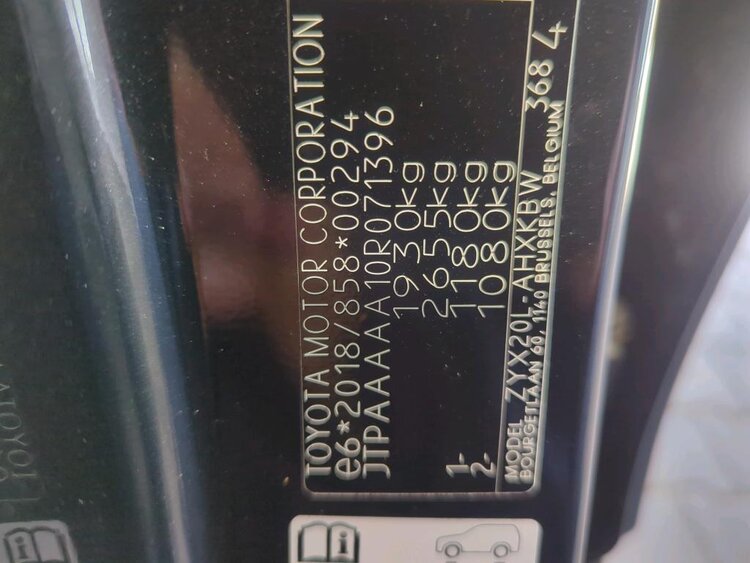 TOYOTA MOTOR CORPORATION
e6*2018/858*00294
JTPAAAAAA10R071396
1930kg
2655kg
1- 1180kg
2- 1080kg
MODEL ZYX20L-AHXKBW 368 4
BOURGETLAAN 60, 1140 BRUSSELS, BELGIUM